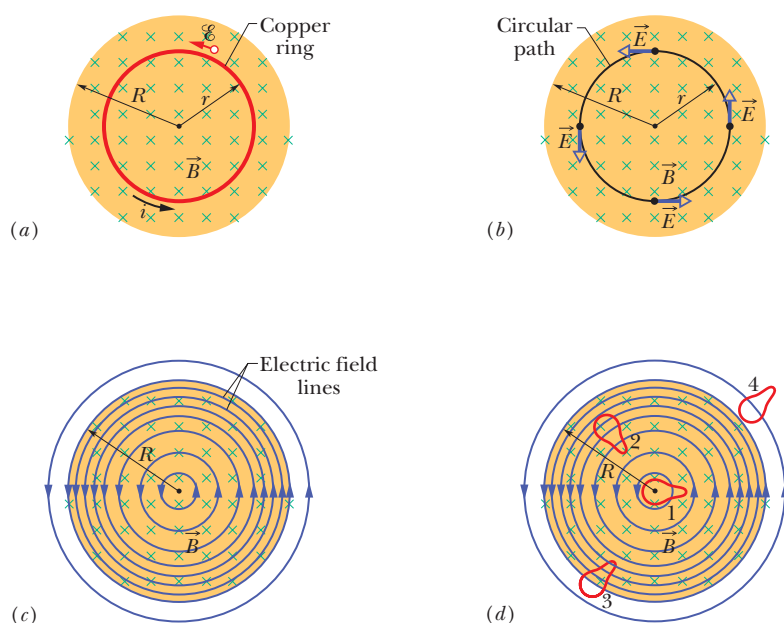 Copper
ring
ℰ
R
r
B⃗
i
(a)
Circular
path
E⃗
R
r
E⃗
E⃗
B⃗
E⃗
(b)
Electric field
lines
R
B⃗
(c)
4
2
R
1
B⃗
3
(d)